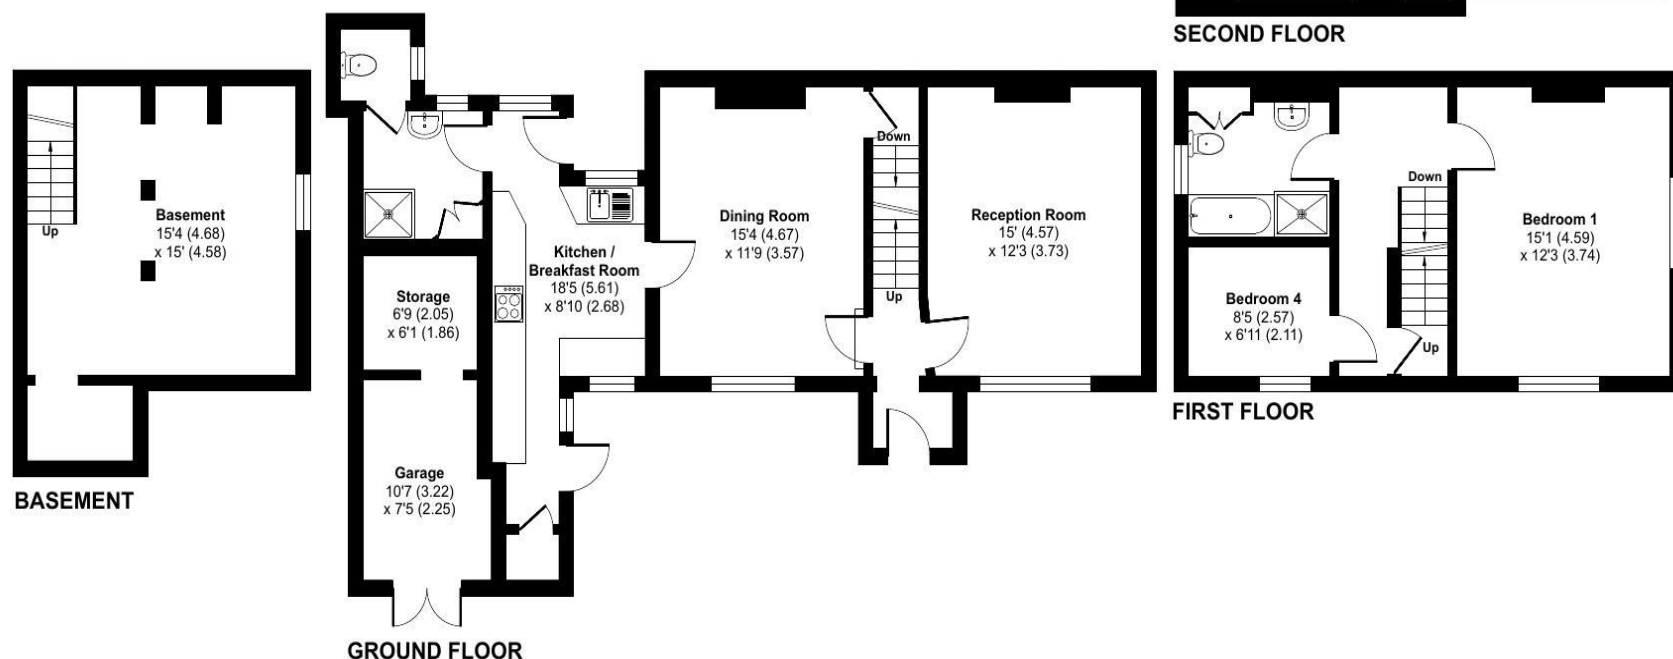 SECOND FLOOR
Basement
15'4 (4.68)
x 15' (4.58)
Up
BASEMENT
Kitchen /
Breakfast Room
18'5 (5.61)
x 8'10 (2.68)
Storage
6'9 (2.05)
x 6'1 (1.86)
Garage
10'7 (3.22)
x 7'5 (2.25)
Dining Room
15'4 (4.67)
x 11'9 (3.57)
Down
Up
Reception Room
15' (4.57)
x 12'3 (3.73)
GROUND FLOOR
Down
Up
Bedroom 1
15'1 (4.59)
x 12'3 (3.74)
Bedroom 4
8'5 (2.57)
x 6'11 (2.11)
FIRST FLOOR